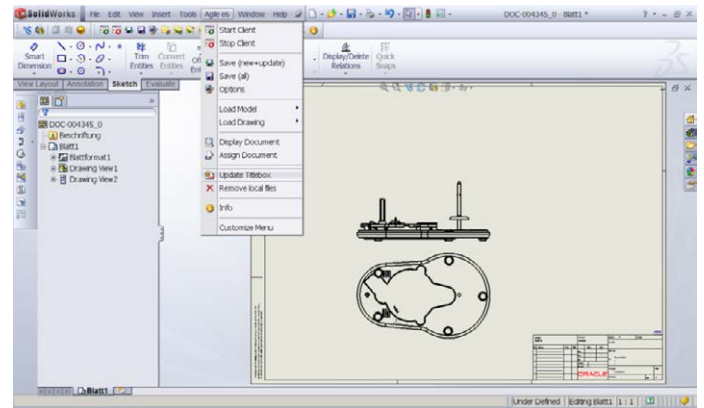 SolidWorks File Edit View Insert Tools Agile e6 Window Help DOC-004345_0 - Blatt1 *
Start Client
Stop Client
Save (new+update)
Save (all)
Options
Load Model
Load Drawing
Display Document
Assign Document
Update Titlebox
Remove local files
Info
Customize Menu
Smart Dimension
Trim Entities
Convert Entities
Display/Delete Relations
Quick Snaps
View Layout Annotation Sketch Evaluate
DOC-004345_0
Beschriftung
Blatt1
Blattformat1
Drawing View1
Drawing View2
ORACLE
Blatt1
Under Defined Editing Blatt1 1 : 1